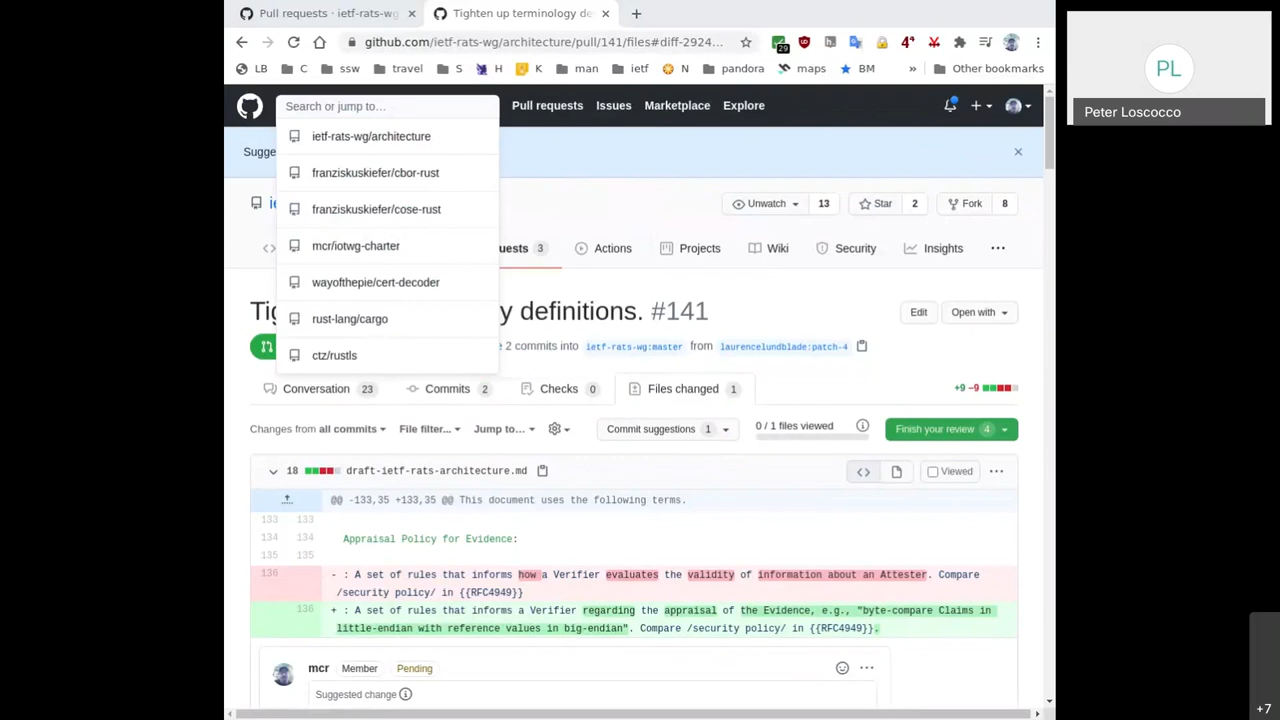 Pull requests · ietf-rats-wg
Tighten up terminology de
github.com/ietf-rats-wg/architecture/pull/141/files#diff-2924...
29
LB
C
ssw
travel
S
H
K
man
ietf
N
pandora
maps
BM
»
Other bookmarks
Search or jump to…
Pull requests
Issues
Marketplace
Explore
ietf-rats-wg/architecture
franziskuskiefer/cbor-rust
franziskuskiefer/cose-rust
mcr/iotwg-charter
wayofthepie/cert-decoder
rust-lang/cargo
ctz/rustls
Sugge
ie
Unwatch
13
Star
2
Fork
8
uests 3
Actions
Projects
Wiki
Security
Insights
Tig
y definitions. #141
Edit
Open with
e 2 commits into ietf-rats-wg:master from laurencelundblade:patch-4
Conversation 23
Commits 2
Checks 0
Files changed 1
+9 −9
Changes from all commits
File filter...
Jump to...
Commit suggestions 1
0 / 1 files viewed
Finish your review 4
18
draft-ietf-rats-architecture.md
Viewed
@@ -133,35 +133,35 @@ This document uses the following terms.
133 133
134 134 Appraisal Policy for Evidence:
135 135
136 - : A set of rules that informs how a Verifier evaluates the validity of information about an Attester. Compare
/security policy/ in {{RFC4949}}
136 + : A set of rules that informs a Verifier regarding the appraisal of the Evidence, e.g., "byte-compare Claims in
little-endian with reference values in big-endian". Compare /security policy/ in {{RFC4949}}.
mcr
Member
Pending
Suggested change
PL
Peter Loscocco
+7